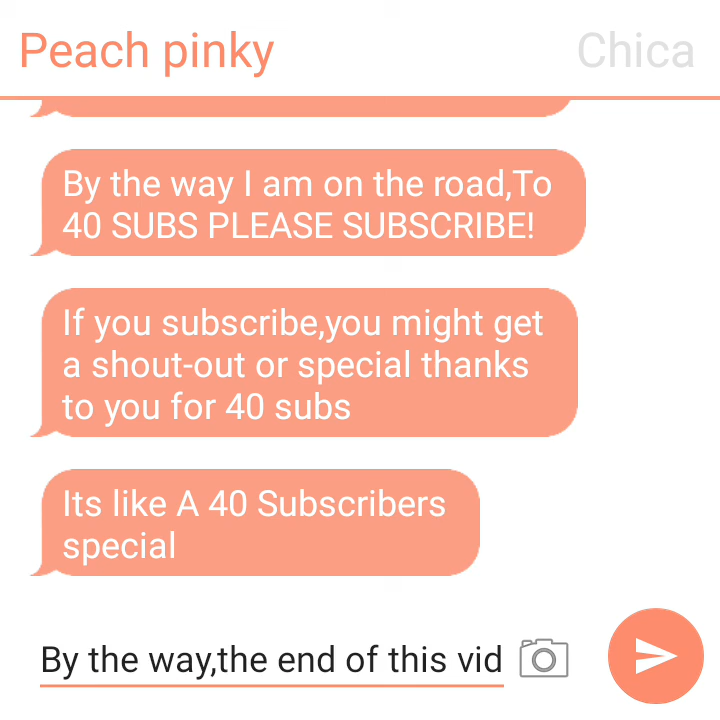 Peach pinky
Chica
By the way I am on the road,To
40 SUBS PLEASE SUBSCRIBE!
If you subscribe,you might get
a shout-out or special thanks
to you for 40 subs
Its like A 40 Subscribers
special
By the way,the end of this vid